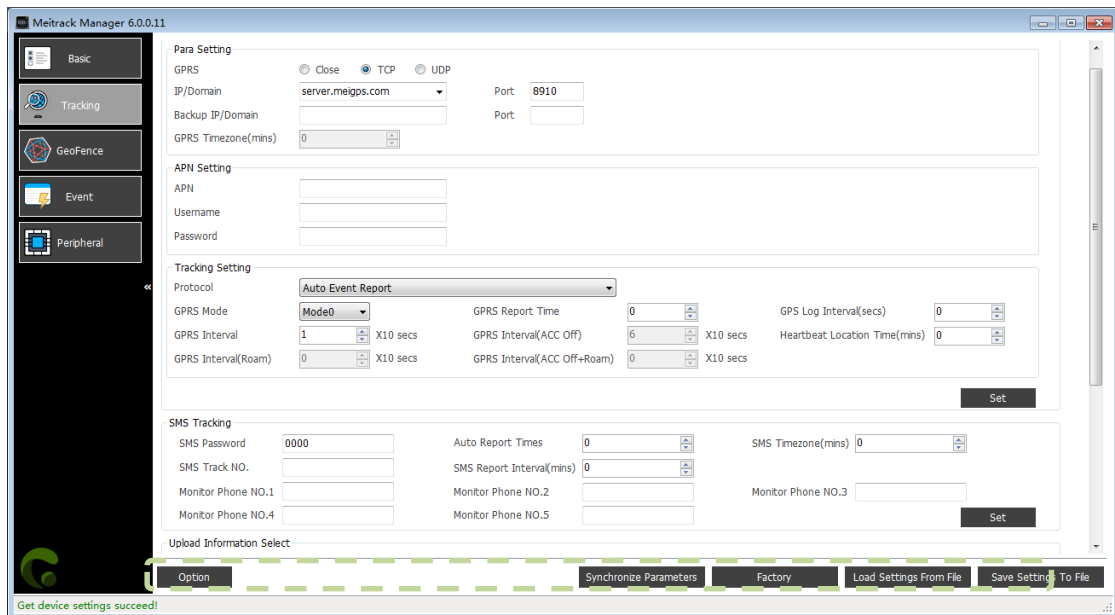 Meitrack Manager 6.0.0.11
Basic
Tracking
GeoFence
Event
Peripheral
«
Para Setting
GPRS Close TCP UDP
IP/Domain server.meigps.com Port 8910
Backup IP/Domain Port
GPRS Timezone(mins) 0
APN Setting
APN
Username
Password
Tracking Setting
Protocol Auto Event Report
GPRS Mode Mode0 GPRS Report Time 0 GPS Log Interval(secs) 0
GPRS Interval 1 X10 secs GPRS Interval(ACC Off) 6 X10 secs Heartbeat Location Time(mins) 0
GPRS Interval(Roam) 0 X10 secs GPRS Interval(ACC Off+Roam) 0 X10 secs
Set
SMS Tracking
SMS Password 0000 Auto Report Times 0 SMS Timezone(mins) 0
SMS Track NO. SMS Report Interval(mins) 0
Monitor Phone NO.1 Monitor Phone NO.2 Monitor Phone NO.3
Monitor Phone NO.4 Monitor Phone NO.5 Set
Upload Information Select
Option Synchronize Parameters Factory Load Settings From File Save Settings To File
Get device settings succeed!